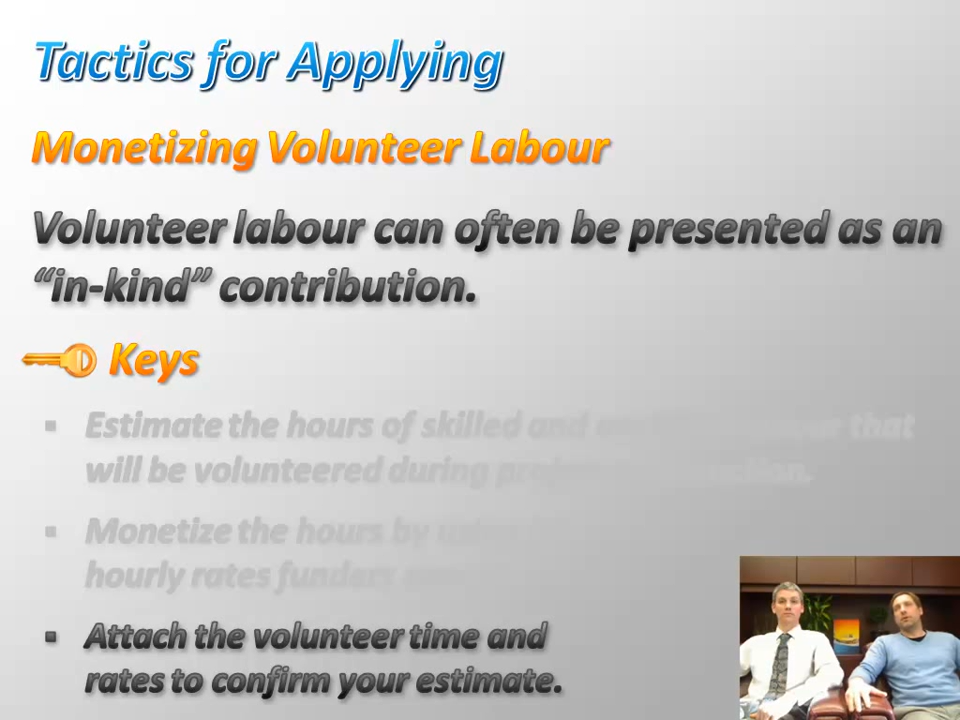 Tactics for Applying
Monetizing Volunteer Labour
Volunteer labour can often be presented as an
“in-kind” contribution.
Keys
▪ Estimate the hours of skilled and that
will be volunteered during
▪ Monetize the hours by
hourly rates funders
▪ Attach the volunteer time and
rates to confirm your estimate.